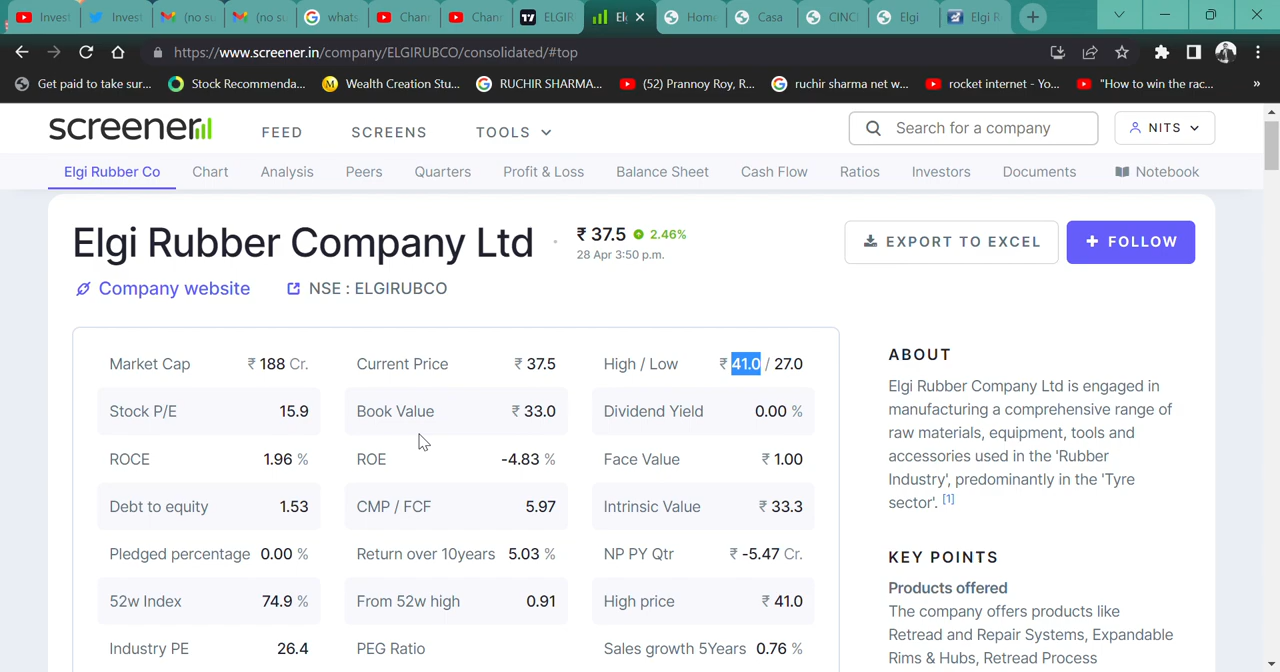 Invest
Invest
(no su
(no su
whats
Chann
Chann
ELGIR
El
Home
Casa
CINC
Elgi
Elgi R
https://www.screener.in/company/ELGIRUBCO/consolidated/#top
Get paid to take sur...
Stock Recommenda...
Wealth Creation Stu...
RUCHIR SHARMA...
(52) Prannoy Roy, R...
ruchir sharma net w...
rocket internet - Yo...
"How to win the rac...
»
screener
FEED
SCREENS
TOOLS
Search for a company
NITS
Elgi Rubber Co
Chart
Analysis
Peers
Quarters
Profit & Loss
Balance Sheet
Cash Flow
Ratios
Investors
Documents
Notebook
Elgi Rubber Company Ltd
₹ 37.5 2.46%
28 Apr 3:50 p.m.
EXPORT TO EXCEL
+ FOLLOW
Company website
NSE : ELGIRUBCO
Market Cap ₹ 188 Cr.
Current Price ₹ 37.5
High / Low ₹ 41.0 / 27.0
Stock P/E 15.9
Book Value ₹ 33.0
Dividend Yield 0.00 %
ROCE 1.96 %
ROE -4.83 %
Face Value ₹ 1.00
Debt to equity 1.53
CMP / FCF 5.97
Intrinsic Value ₹ 33.3
Pledged percentage 0.00 %
Return over 10years 5.03 %
NP PY Qtr ₹ -5.47 Cr.
52w Index 74.9 %
From 52w high 0.91
High price ₹ 41.0
Industry PE 26.4
PEG Ratio
Sales growth 5Years 0.76 %
ABOUT
Elgi Rubber Company Ltd is engaged in
manufacturing a comprehensive range of
raw materials, equipment, tools and
accessories used in the 'Rubber
Industry', predominantly in the 'Tyre
sector'. [1]
KEY POINTS
Products offered
The company offers products like
Retread and Repair Systems, Expandable
Rims & Hubs, Retread Process